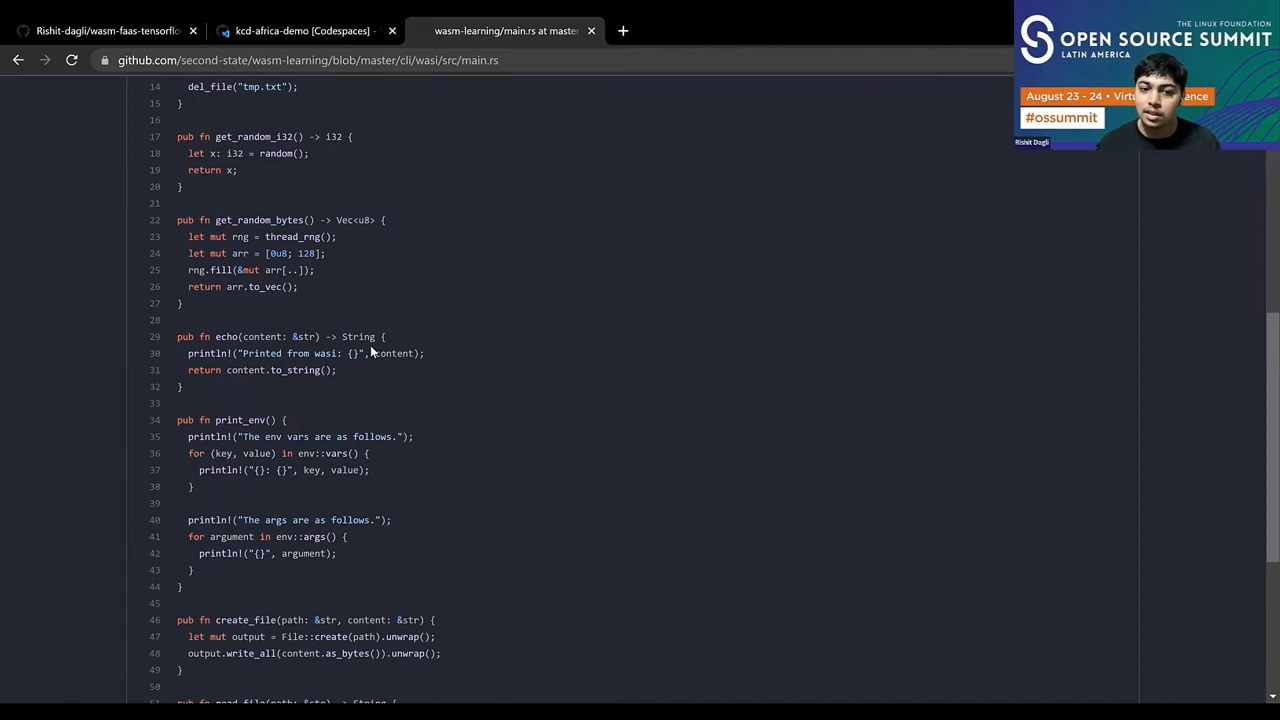 Rishit-dagli/wasm-faas-tensorflo
kcd-africa-demo [Codespaces] -
wasm-learning/main.rs at master
github.com/second-state/wasm-learning/blob/master/cli/wasi/src/main.rs
THE LINUX FOUNDATION
OPEN SOURCE SUMMIT
LATIN AMERICA
August 23 - 24 • Virt
#ossummit
Rishit Dagli
14 del_file("tmp.txt");
15 }
16
17 pub fn get_random_i32() -> i32 {
18 let x: i32 = random();
19 return x;
20 }
21
22 pub fn get_random_bytes() -> Vec<u8> {
23 let mut rng = thread_rng();
24 let mut arr = [0u8; 128];
25 rng.fill(&mut arr[..]);
26 return arr.to_vec();
27 }
28
29 pub fn echo(content: &str) -> String {
30 println!("Printed from wasi: {}", content);
31 return content.to_string();
32 }
33
34 pub fn print_env() {
35 println!("The env vars are as follows.");
36 for (key, value) in env::vars() {
37 println!("{}: {}", key, value);
38 }
39
40 println!("The args are as follows.");
41 for argument in env::args() {
42 println!("{}", argument);
43 }
44 }
45
46 pub fn create_file(path: &str, content: &str) {
47 let mut output = File::create(path).unwrap();
48 output.write_all(content.as_bytes()).unwrap();
49 }
50
51 pub fn read_file(path: &str) -> String {